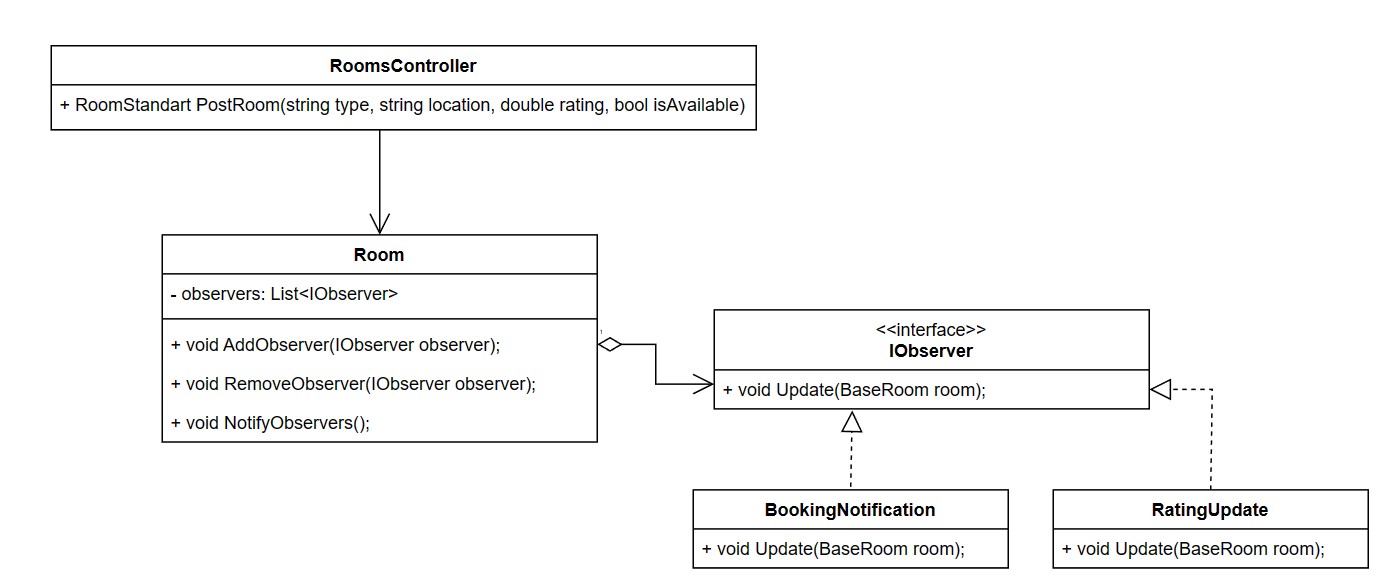 RoomsController
+ RoomStandart PostRoom(string type, string location, double rating, bool isAvailable)
Room
- observers: List<IObserver>
+ void AddObserver(IObserver observer);
+ void RemoveObserver(IObserver observer);
+ void NotifyObservers();
1
<<interface>>
IObserver
+ void Update(BaseRoom room);
BookingNotification
+ void Update(BaseRoom room);
RatingUpdate
+ void Update(BaseRoom room);